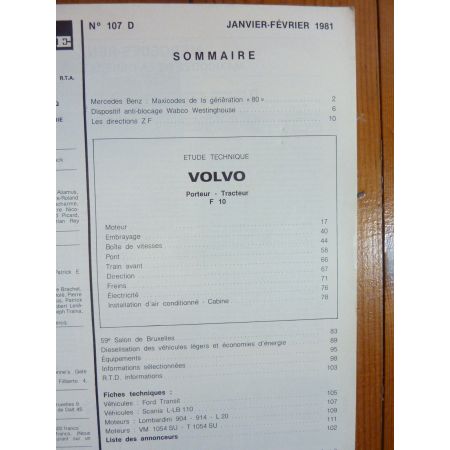 E
R.T.A.
N° 107 D
JANVIER-FÉVRIER 1981
SOMMAIRE
Mercedes Benz : Maxicodes de la génération « 80 » 2
Dispositif anti-blocage Wabco Westinghouse 6
Les directions Z F 10
ETUDE TECHNIQUE
VOLVO
Porteur - Tracteur
F 10
Moteur 17
Embrayage 40
Boîte de vitesses 44
Pont 58
Train avant 66
Direction 67
Freins 71
Électricité 76
Installation d'air conditionné - Cabine 78
59e Salon de Bruxelles 83
Dieselisation des véhicules légers et économies d'énergie 89
Équipements 95
Informations sélectionnées 98
R.T.D. informations 103
Fiches techniques :
Véhicules : Ford Transit 105
Véhicules : Scania L-LB 110 107
Moteurs : Lombardini 904 - 914 - L 20 109
Moteurs : VM 1054 SU - T 1054 SU 111
Liste des annonceurs 102